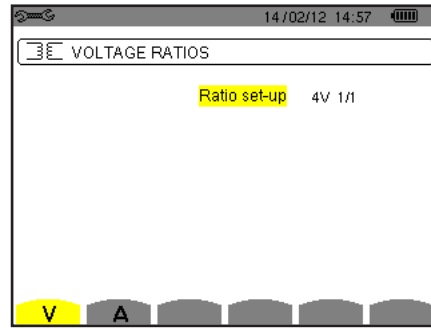 14/02/12 14:57
VOLTAGE RATIOS
Ratio set-up 4V 1/1
V A